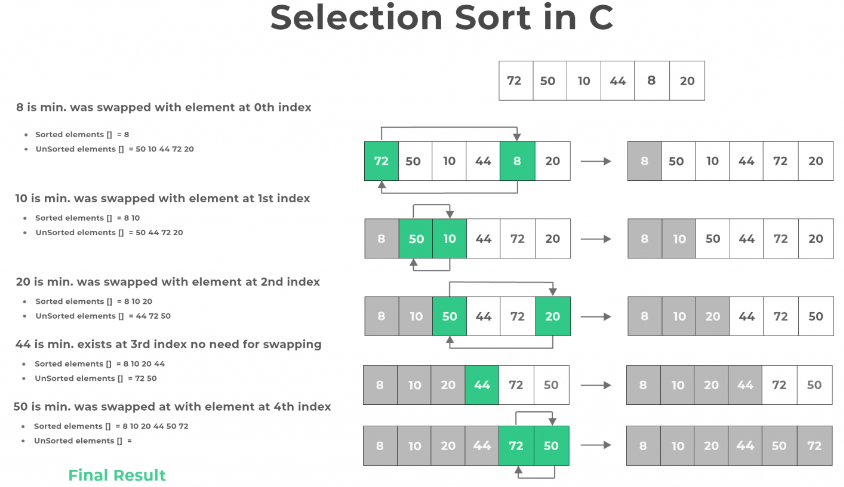 Selection Sort in C
72 50 10 44 8 20
8 is min. was swapped with element at 0th index
• Sorted elements [] = 8
• UnSorted elements [] = 50 10 44 72 20
72 50 10 44 8 20
8 50 10 44 72 20
10 is min. was swapped with element at 1st index
• Sorted elements [] = 8 10
• UnSorted elements [] = 50 44 72 20
8 50 10 44 72 20
8 10 50 44 72 20
20 is min. was swapped with element at 2nd index
• Sorted elements [] = 8 10 20
• UnSorted elements [] = 44 72 50
8 10 50 44 72 20
8 10 20 44 72 50
44 is min. exists at 3rd index no need for swapping
• Sorted elements [] = 8 10 20 44
• UnSorted elements [] = 72 50
8 10 20 44 72 50
8 10 20 44 72 50
50 is min. was swapped at with element at 4th index
• Sorted elements [] = 8 10 20 44 50 72
• UnSorted elements [] =
8 10 20 44 72 50
8 10 20 44 50 72
Final Result